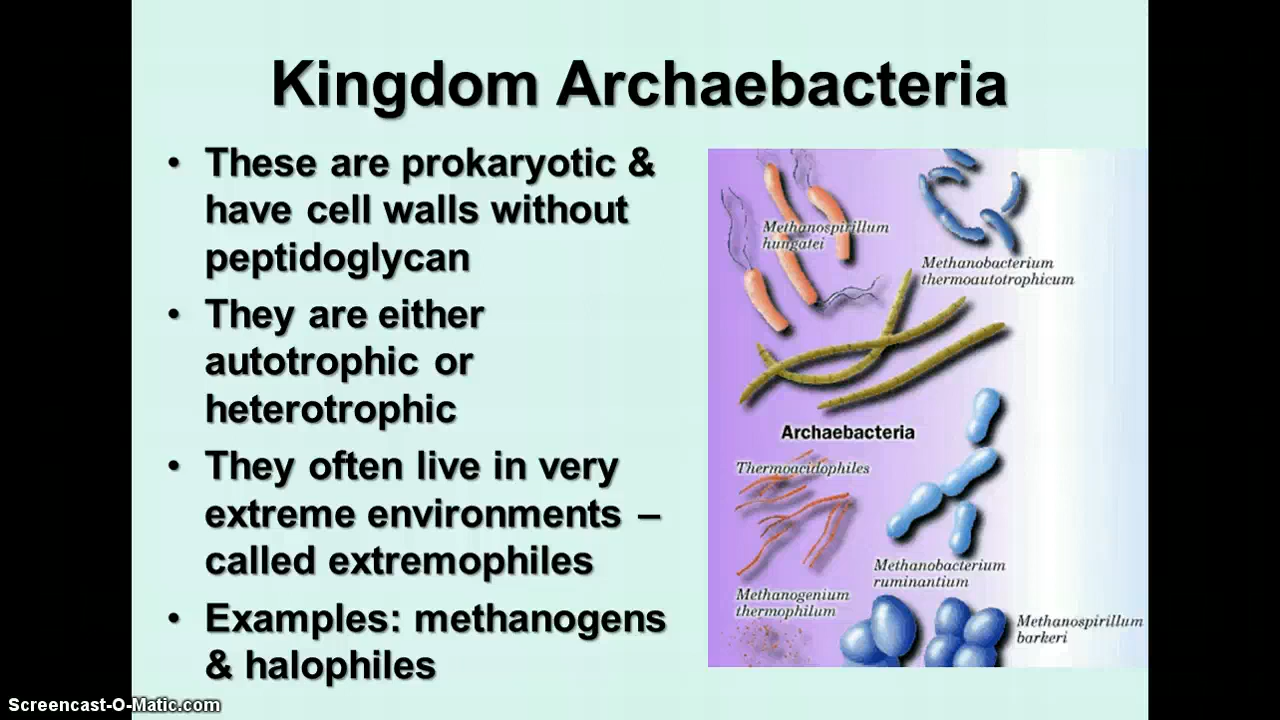 Kingdom Archaebacteria
• These are prokaryotic &
have cell walls without
peptidoglycan
• They are either
autotrophic or
heterotrophic
• They often live in very
extreme environments –
called extremophiles
• Examples: methanogens
& halophiles
Methanospirillum
hungatei
Methanobacterium
thermoautotrophicum
Archaebacteria
Thermoacidophiles
Methanobacterium
ruminantium
Methanogenium
thermophilum
Methanospirillum
barkeri
Screencast-O-Matic.com